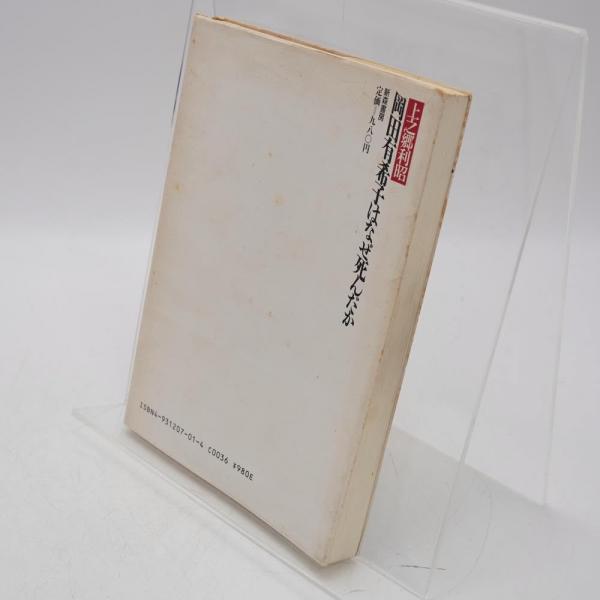 上之郷利昭
岡田有希子はなぜ死んだか
新森書房
定価—九八〇円
ISBN4-931207-01-4 C0036 ¥980E